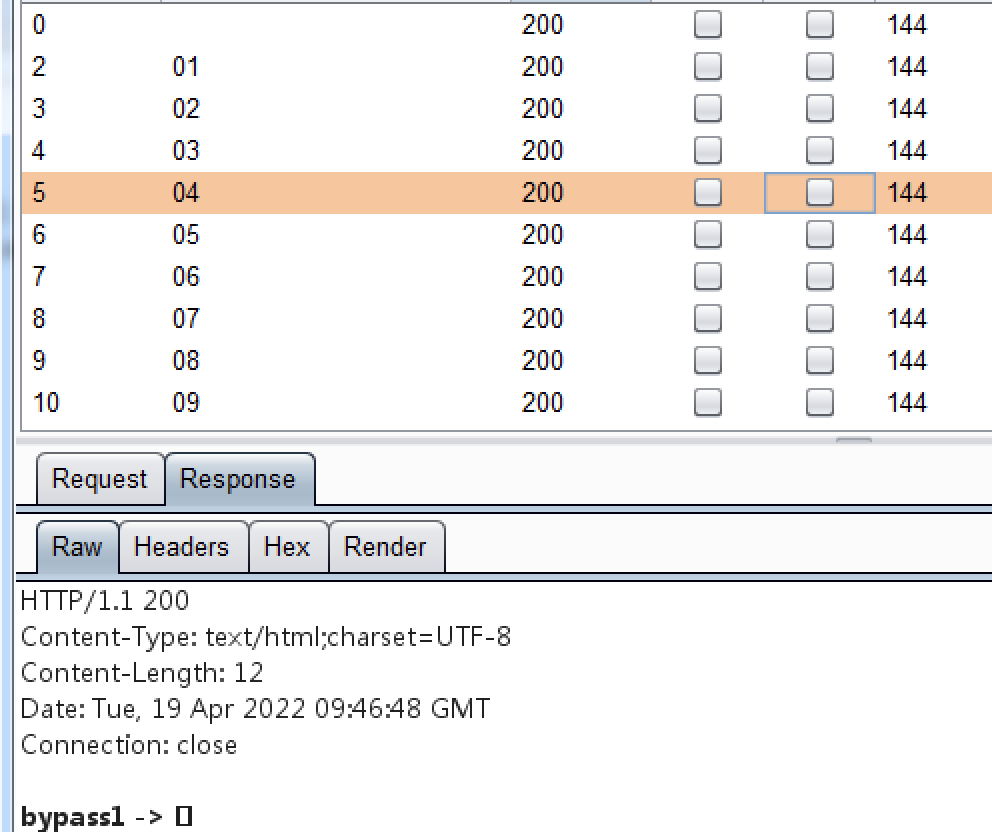 0 200 144
2 01 200 144
3 02 200 144
4 03 200 144
5 04 200 144
6 05 200 144
7 06 200 144
8 07 200 144
9 08 200 144
10 09 200 144
Request Response
Raw Headers Hex Render
HTTP/1.1 200
Content-Type: text/html;charset=UTF-8
Content-Length: 12
Date: Tue, 19 Apr 2022 09:46:48 GMT
Connection: close
bypass1 ->